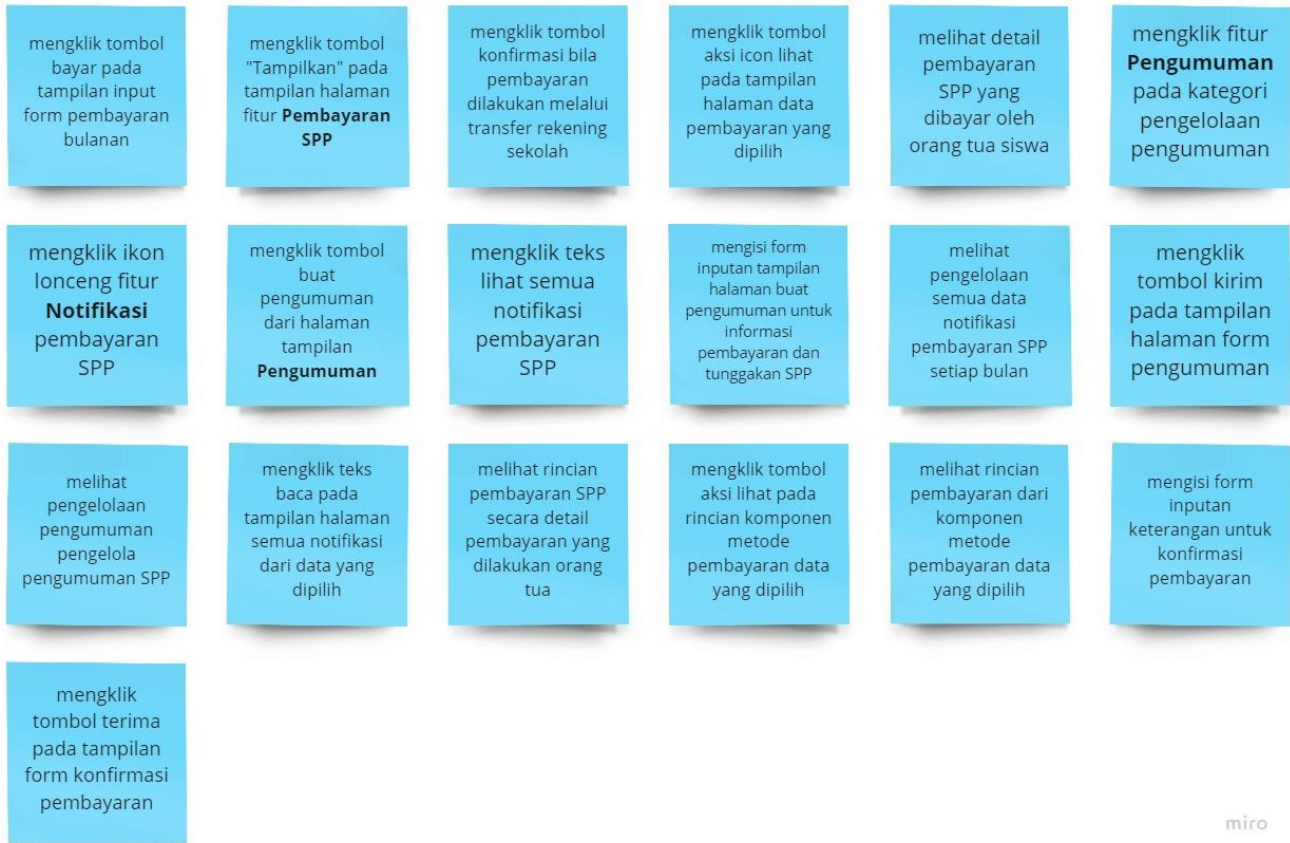 mengklik tombol
bayar pada
tampilan input
form pembayaran
bulanan
mengklik tombol
"Tampilkan" pada
tampilan halaman
fitur Pembayaran
SPP
mengklik tombol
konfirmasi bila
pembayaran
dilakukan melalui
transfer rekening
sekolah
mengklik tombol
aksi icon lihat
pada tampilan
halaman data
pembayaran yang
dipilih
melihat detail
pembayaran
SPP yang
dibayar oleh
orang tua siswa
mengklik fitur
Pengumuman
pada kategori
pengelolaan
pengumuman
mengklik ikon
lonceng fitur
Notifikasi
pembayaran
SPP
mengklik tombol
buat
pengumuman
dari halaman
tampilan
Pengumuman
mengklik teks
lihat semua
notifikasi
pembayaran
SPP
mengisi form
inputan tampilan
halaman buat
pengumuman untuk
informasi
pembayaran dan
tunggakan SPP
melihat
pengelolaan
semua data
notifikasi
pembayaran SPP
setiap bulan
mengklik
tombol kirim
pada tampilan
halaman form
pengumuman
melihat
pengelolaan
pengumuman
pengelola
pengumuman SPP
mengklik teks
baca pada
tampilan halaman
semua notifikasi
dari data yang
dipilih
melihat rincian
pembayaran SPP
secara detail
pembayaran yang
dilakukan orang
tua
mengklik tombol
aksi lihat pada
rincian komponen
metode
pembayaran data
yang dipilih
melihat rincian
pembayaran dari
komponen
metode
pembayaran data
yang dipilih
mengisi form
inputan
keterangan untuk
konfirmasi
pembayaran
mengklik
tombol terima
pada tampilan
form konfirmasi
pembayaran
miro